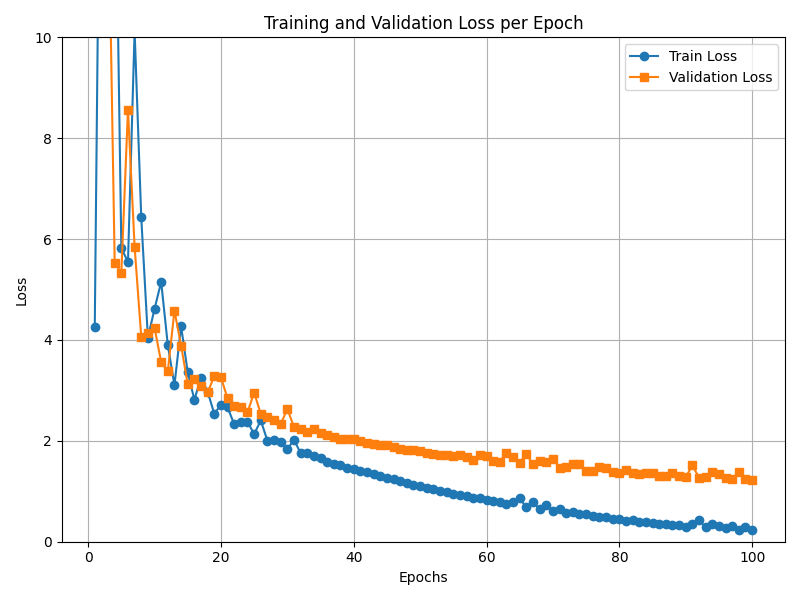 Training and Validation Loss per Epoch
Train Loss
Validation Loss
10
8
6
4
2
0
Loss
0 20 40 60 80 100
Epochs